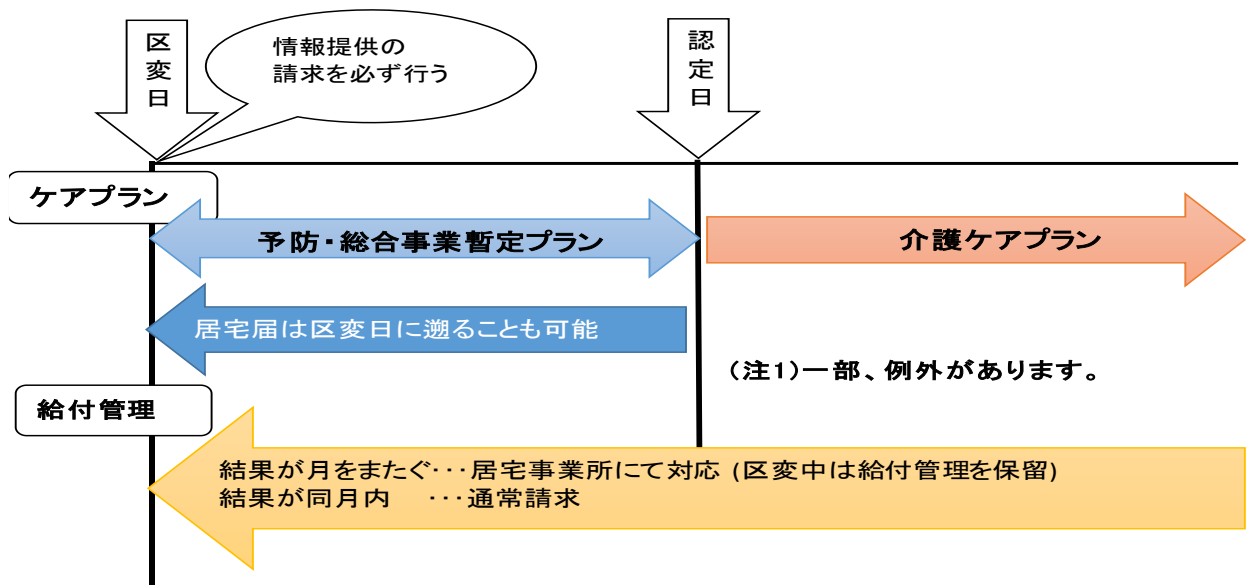 区変日
情報提供の
請求を必ず行う
認定日
ケアプラン
予防・総合事業暫定プラン
介護ケアプラン
居宅届は区変日に遡ることも可能
(注1)一部、例外があります。
給付管理
結果が月をまたぐ･･･居宅事業所にて対応 (区変中は給付管理を保留)
結果が同月内　･･･通常請求